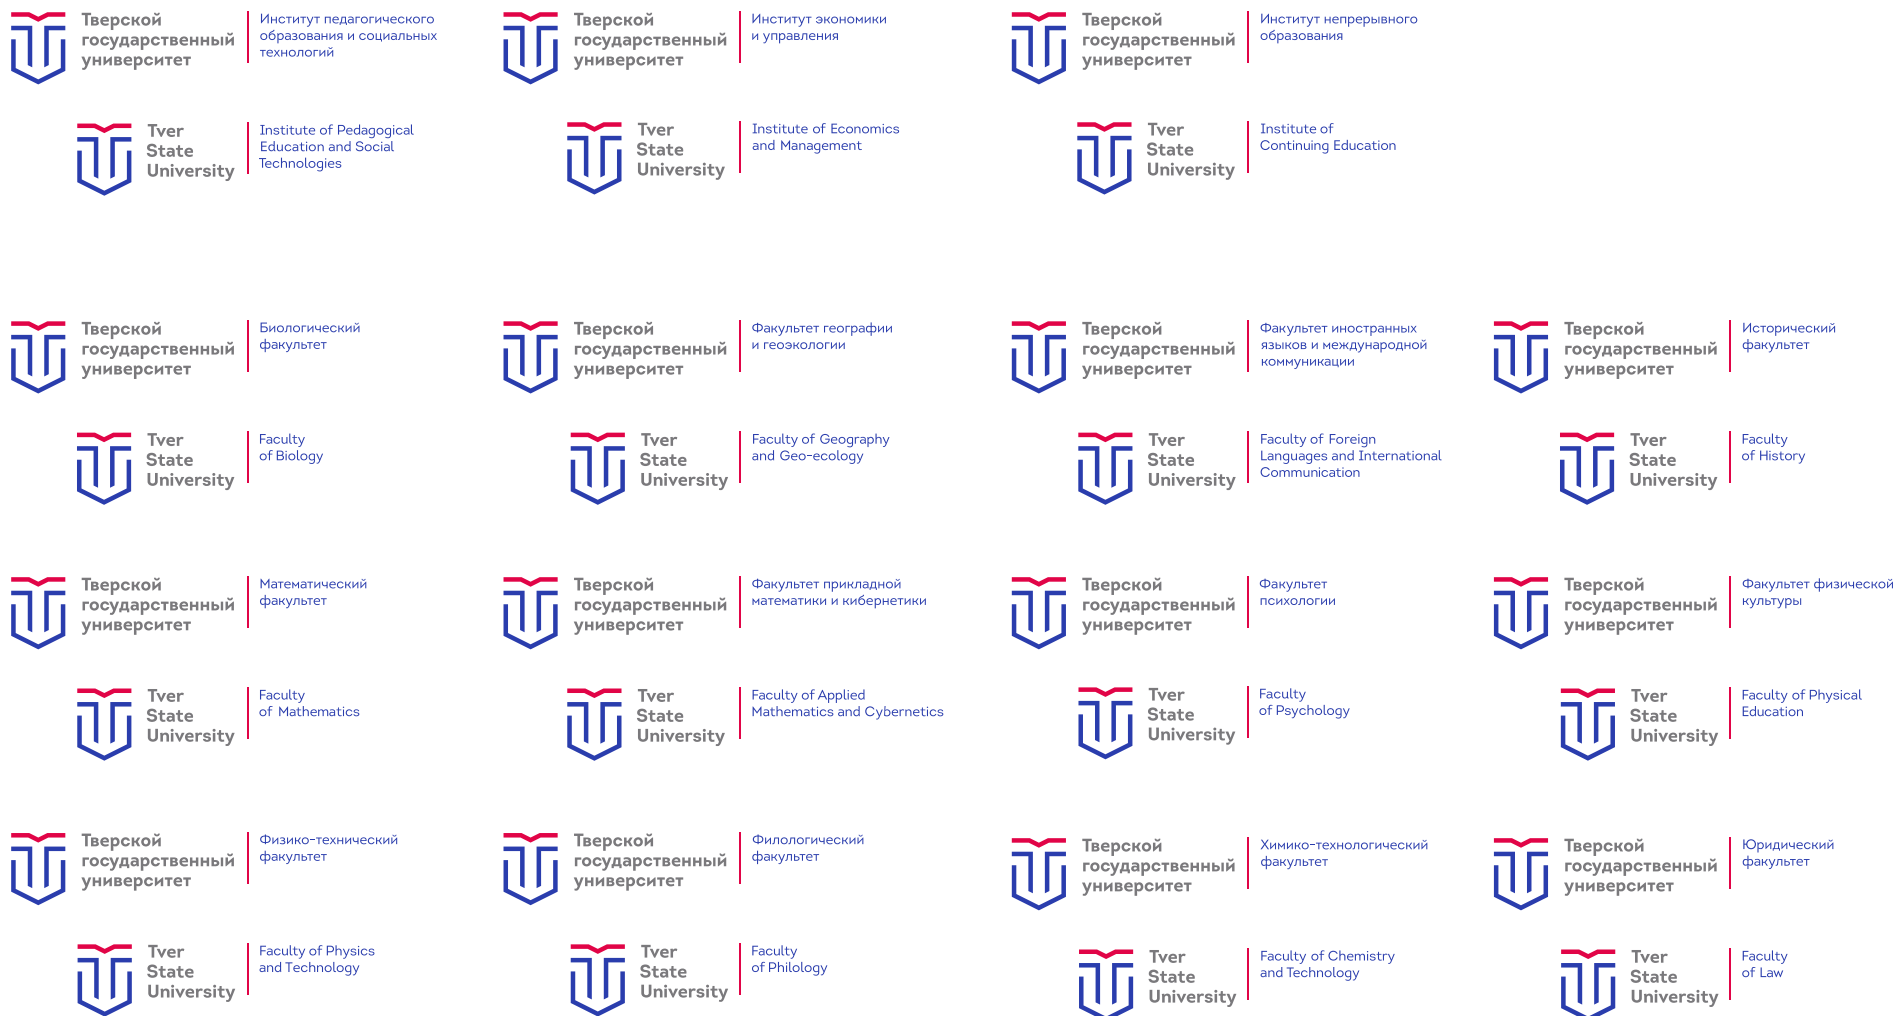 Тверской
государственный
университет
Институт педагогического
образования и социальных
технологий
Тверской
государственный
университет
Институт экономики
и управления
Тверской
государственный
университет
Институт непрерывного
образования
Tver
State
University
Institute of Pedagogical
Education and Social
Technologies
Tver
State
University
Institute of Economics
and Management
Tver
State
University
Institute of
Continuing Education
Тверской
государственный
университет
Биологический
факультет
Тверской
государственный
университет
Факультет географии
и геоэкологии
Тверской
государственный
университет
Факультет иностранных
языков и международной
коммуникации
Тверской
государственный
университет
Исторический
факультет
Tver
State
University
Faculty
of Biology
Tver
State
University
Faculty of Geography
and Geo-ecology
Tver
State
University
Faculty of Foreign
Languages and International
Communication
Tver
State
University
Faculty
of History
Тверской
государственный
университет
Математический
факультет
Тверской
государственный
университет
Факультет прикладной
математики и кибернетики
Тверской
государственный
университет
Факультет
психологии
Тверской
государственный
университет
Факультет физической
культуры
Tver
State
University
Faculty
of Mathematics
Tver
State
University
Faculty of Applied
Mathematics and Cybernetics
Tver
State
University
Faculty
of Psychology
Tver
State
University
Faculty of Physical
Education
Тверской
государственный
университет
Физико-технический
факультет
Тверской
государственный
университет
Филологический
факультет
Тверской
государственный
университет
Химико-технологический
факультет
Тверской
государственный
университет
Юридический
факультет
Tver
State
University
Faculty of Physics
and Technology
Tver
State
University
Faculty
of Philology
Tver
State
University
Faculty of Chemistry
and Technology
Tver
State
University
Faculty
of Law